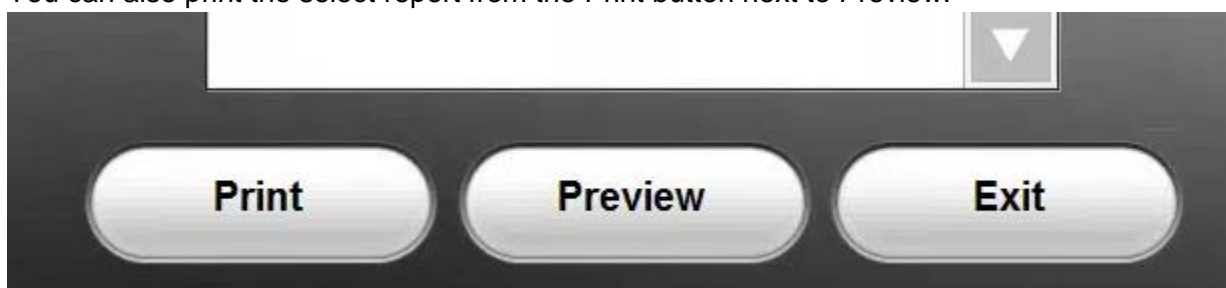 You can also print the select report from the Print button next to Preview
Print Preview Exit